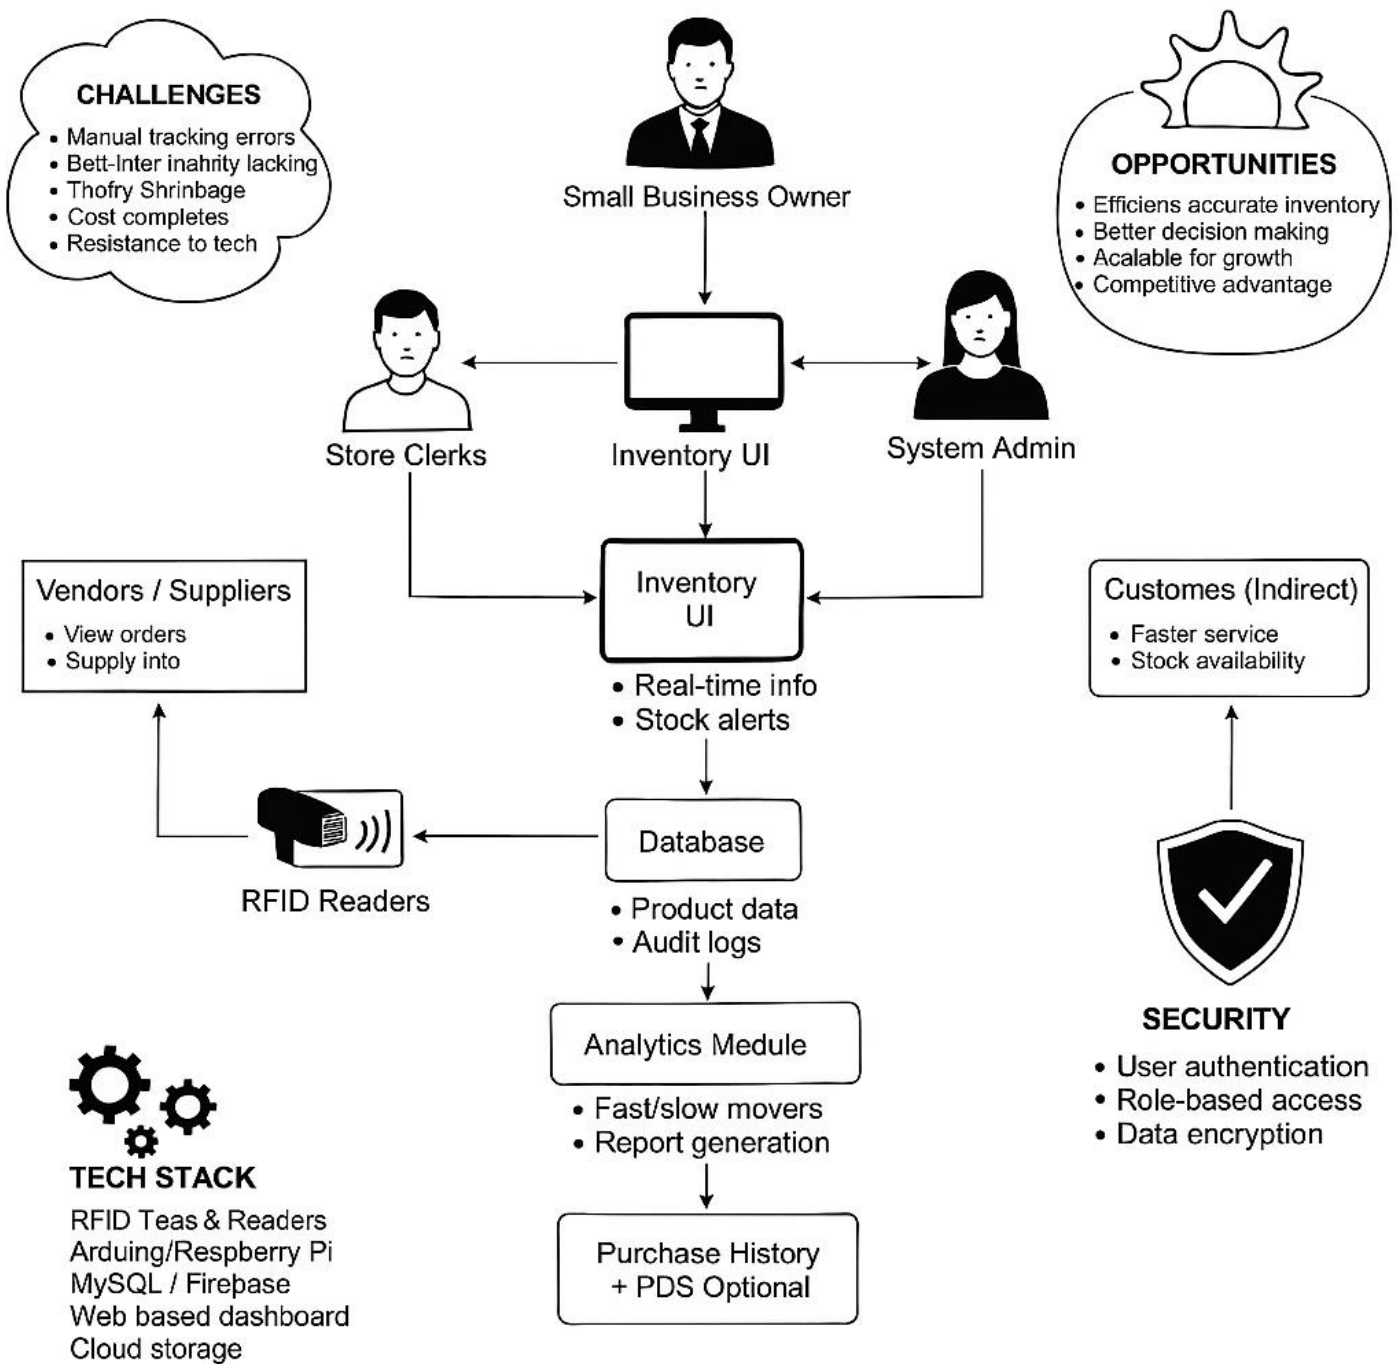 CHALLENGES
• Manual tracking errors
• Bett-Inter inahrity lacking
• Thofry Shrinbage
• Cost completes
• Resistance to tech
Small Business Owner
OPPORTUNITIES
• Efficiens accurate inventory
• Better decision making
• Acalable for growth
• Competitive advantage
Store Clerks
Inventory UI
System Admin
Vendors / Suppliers
• View orders
• Supply into
Inventory
UI
• Real-time info
• Stock alerts
Customes (Indirect)
• Faster service
• Stock availability
RFID Readers
Database
• Product data
• Audit logs
Analytics Medule
• Fast/slow movers
• Report generation
Purchase History
+ PDS Optional
SECURITY
• User authentication
• Role-based access
• Data encryption
TECH STACK
RFID Teas & Readers
Arduing/Respberry Pi
MySQL / Fireþase
Web based dashboard
Cloud storage